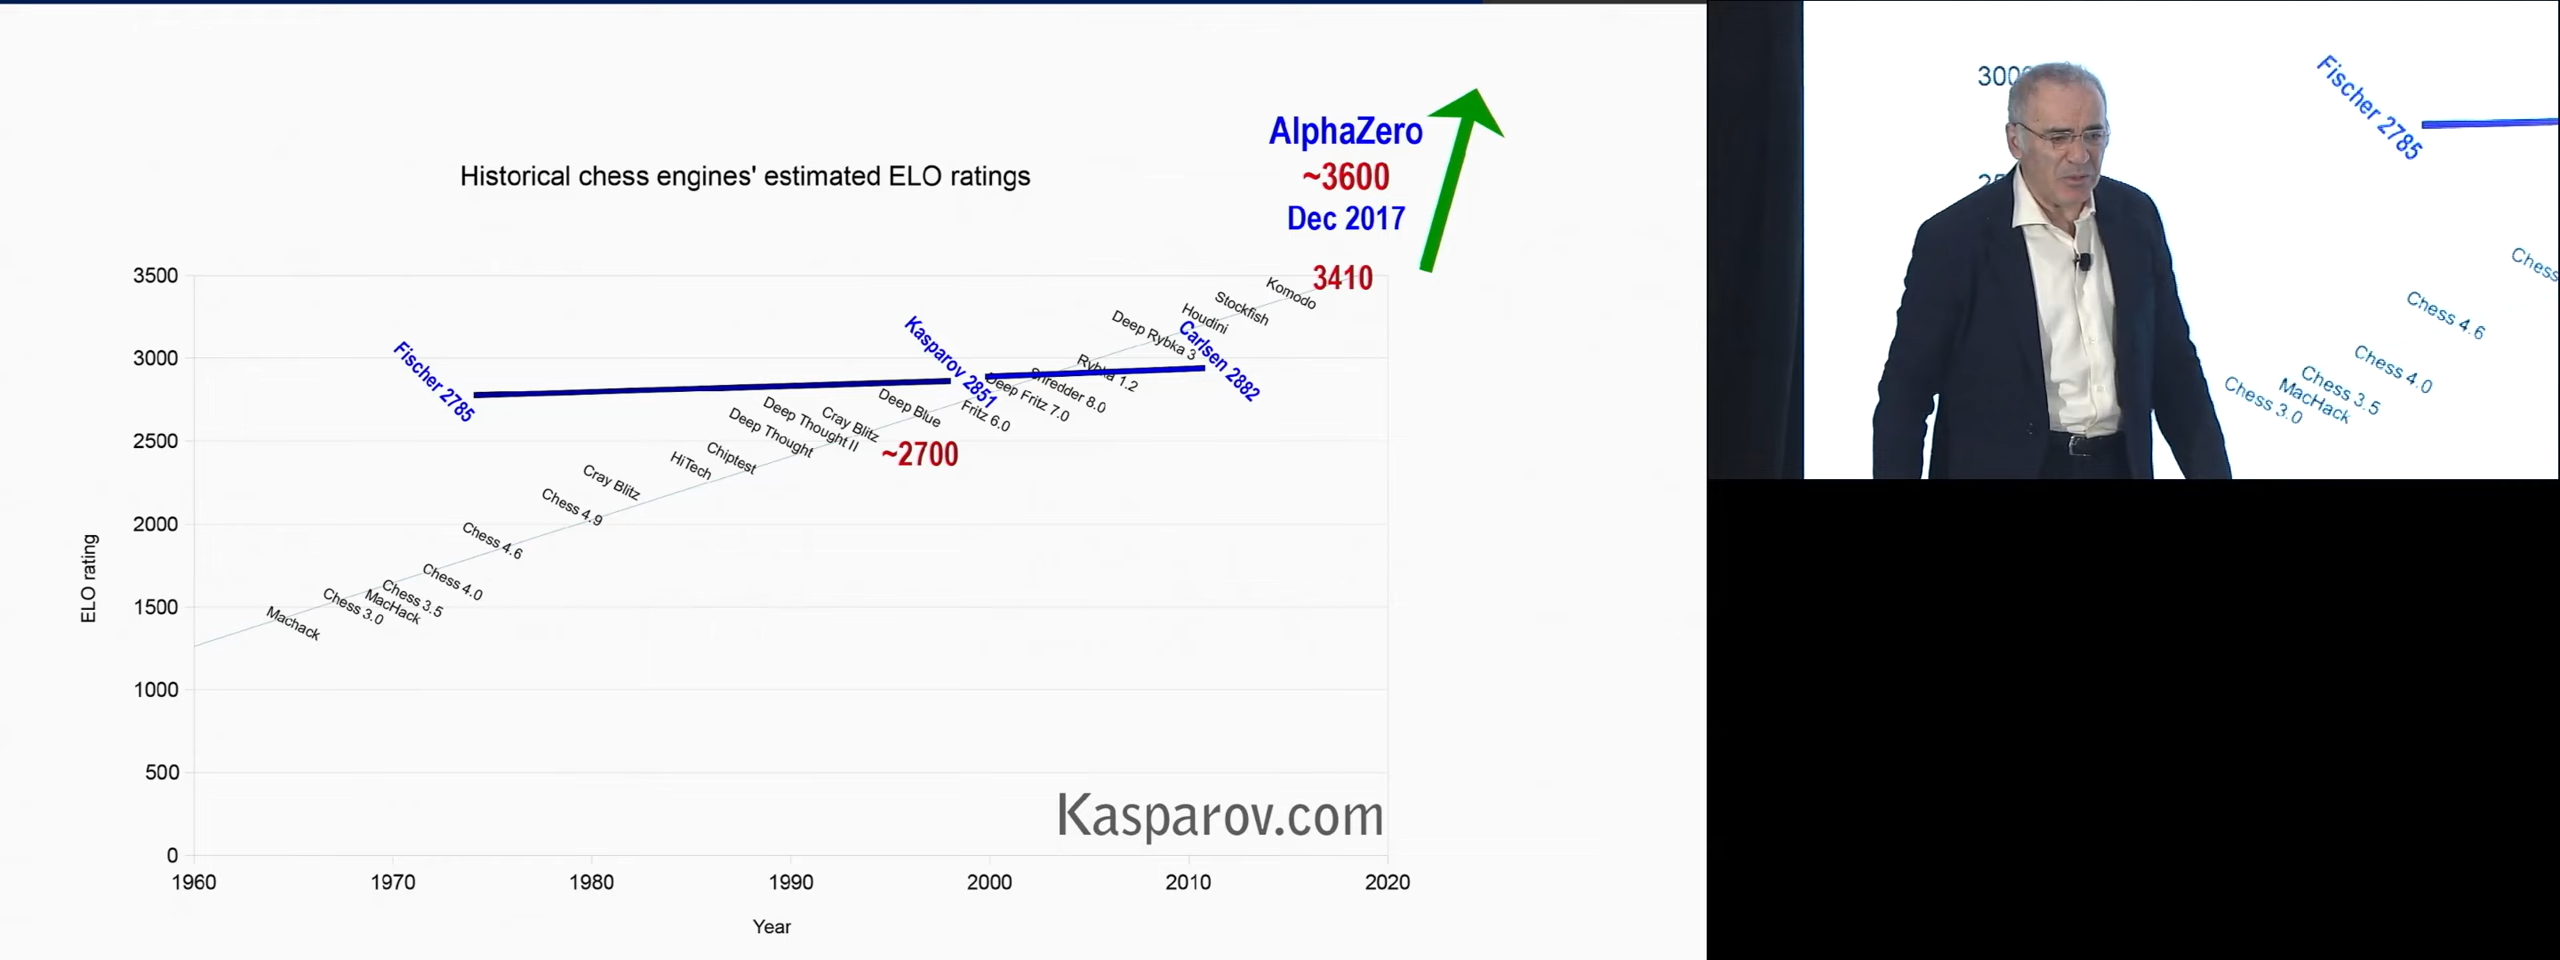 Historical chess engines' estimated ELO ratings
AlphaZero
~3600
Dec 2017
3410
3500
3000
2500
2000
1500
1000
500
0
ELO rating
1960
1970
1980
1990
2000
2010
2020
Year
Fischer 2785
Kasparov 2851
Carlsen 2882
~2700
Machack
Chess 3.0
MacHack
Chess 3.5
Chess 4.0
Chess 4.6
Chess 4.9
Cray Blitz
HiTech
Chiptest
Deep Thought
Deep Thought II
Cray Blitz
Deep Blue
Fritz 6.0
Deep Fritz 7.0
Shredder 8.0
Rybka 1.2
Deep Rybka 3
Houdini
Stockfish
Komodo
Kasparov.com
Fischer 2785
Chess
Chess 4.6
Chess 4.0
Chess 3.5
MacHack
Chess 3.0